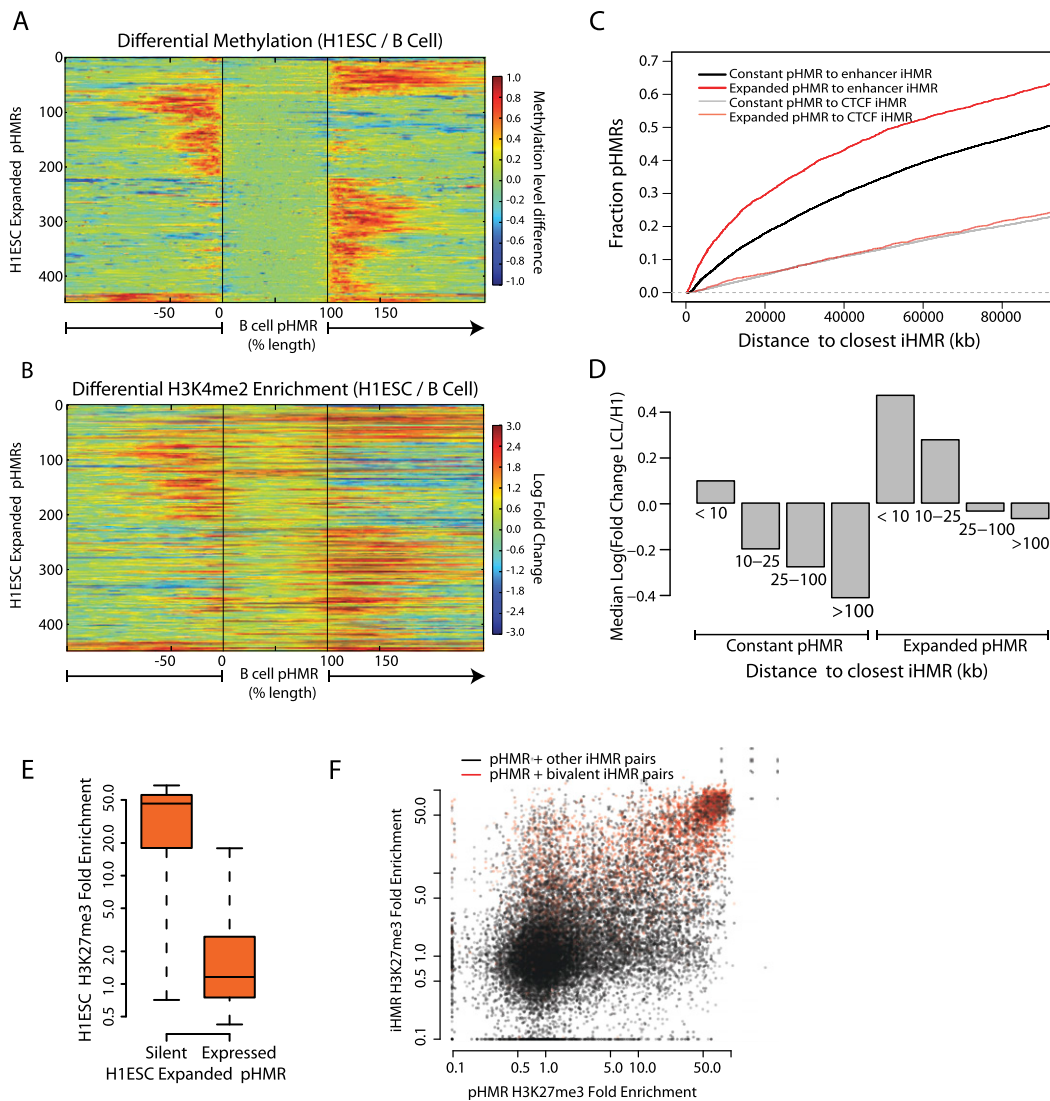 A
Differential Methylation (H1ESC / B Cell)
H1ESC Expanded pHMRs
0
100
200
300
400
-50
0
100
150
B cell pHMR
(% length)
1.0
0.8
0.6
0.4
0.2
0.0
-0.2
-0.4
-0.6
-0.8
-1.0
Methylation level difference
B
Differential H3K4me2 Enrichment (H1ESC / B Cell)
H1ESC Expanded pHMRs
0
100
200
300
400
-50
0
100
150
B cell pHMR
(% length)
3.0
2.4
1.8
1.2
0.6
0.0
-0.6
-1.2
-1.8
-2.4
-3.0
Log Fold Change
C
Fraction pHMRs
0.7
0.6
0.5
0.4
0.3
0.2
0.1
0.0
Constant pHMR to enhancer iHMR
Expanded pHMR to enhancer iHMR
Constant pHMR to CTCF iHMR
Expanded pHMR to CTCF iHMR
0
20000
40000
60000
80000
Distance to closest iHMR (kb)
D
Median Log(Fold Change LCL/H1)
0.4
0.2
0.0
−0.2
−0.4
< 10
10−25
25−100
>100
< 10
10−25
25−100
>100
Constant pHMR
Expanded pHMR
Distance to closest iHMR (kb)
E
H1ESC H3K27me3 Fold Enrichment
50.0
20.0
10.0
5.0
2.0
1.0
0.5
Silent
Expressed
H1ESC Expanded pHMR
F
pHMR + other iHMR pairs
pHMR + bivalent iHMR pairs
iHMR H3K27me3 Fold Enrichment
50.0
5.0
1.0
0.5
0.1
0.1
0.5
1.0
5.0
10.0
50.0
pHMR H3K27me3 Fold Enrichment